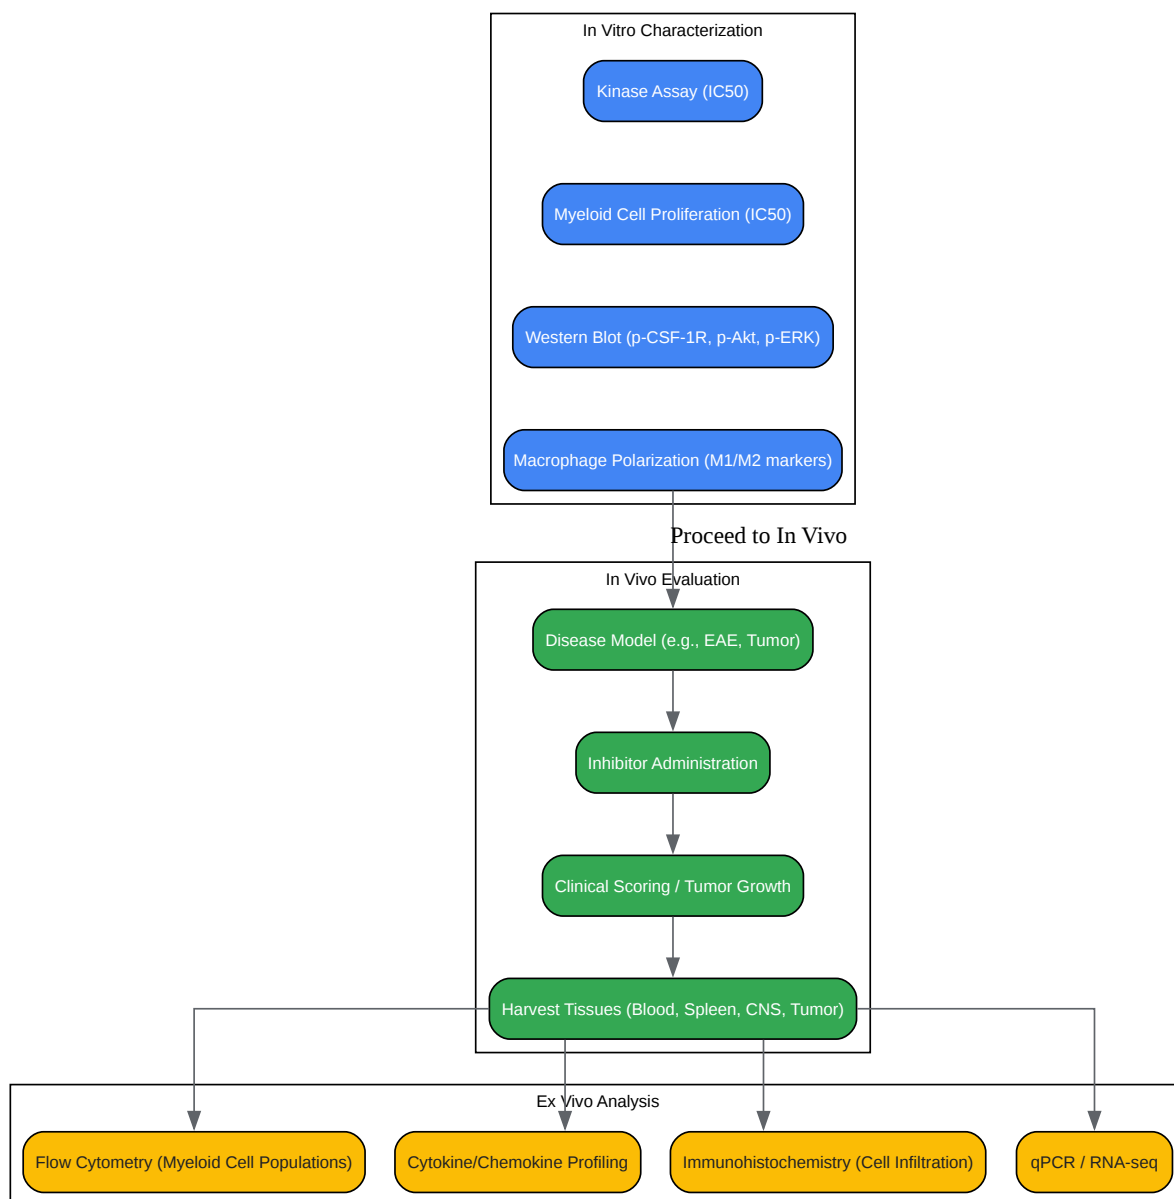 In Vitro Characterization
Kinase Assay (IC50)
Myeloid Cell Proliferation (IC50)
Western Blot (p-CSF-1R, p-Akt, p-ERK)
Macrophage Polarization (M1/M2 markers)
Proceed to In Vivo
In Vivo Evaluation
Disease Model (e.g., EAE, Tumor)
Inhibitor Administration
Clinical Scoring / Tumor Growth
Harvest Tissues (Blood, Spleen, CNS, Tumor)
Ex Vivo Analysis
Flow Cytometry (Myeloid Cell Populations)
Cytokine/Chemokine Profiling
Immunohistochemistry (Cell Infiltration)
qPCR / RNA-seq